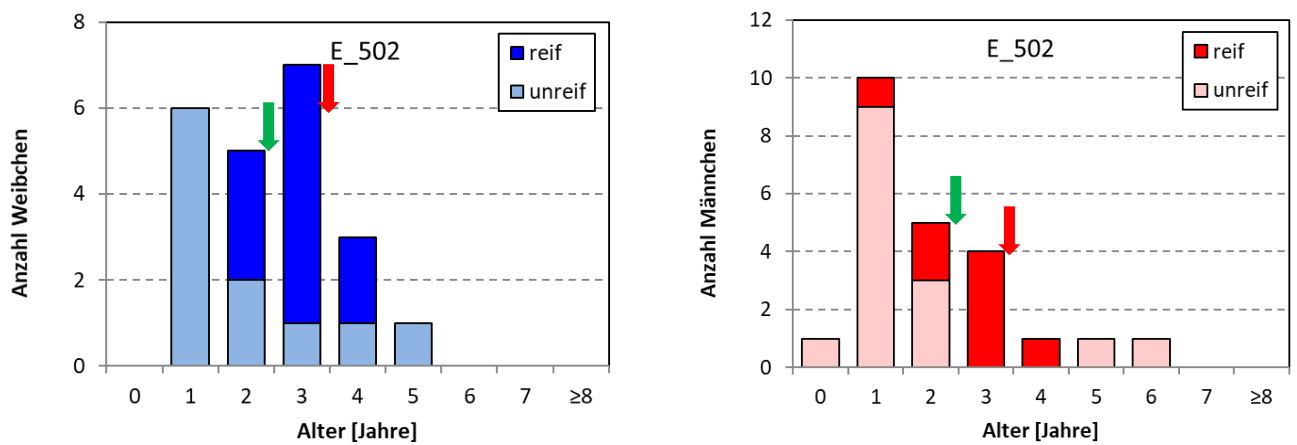 8
6
4
2
0
Anzahl Weibchen
E_502
reif
unreif
0 1 2 3 4 5 6 7 ≥8
Alter [Jahre]
12
10
8
6
4
2
0
Anzahl Männchen
E_502
reif
unreif
0 1 2 3 4 5 6 7 ≥8
Alter [Jahre]